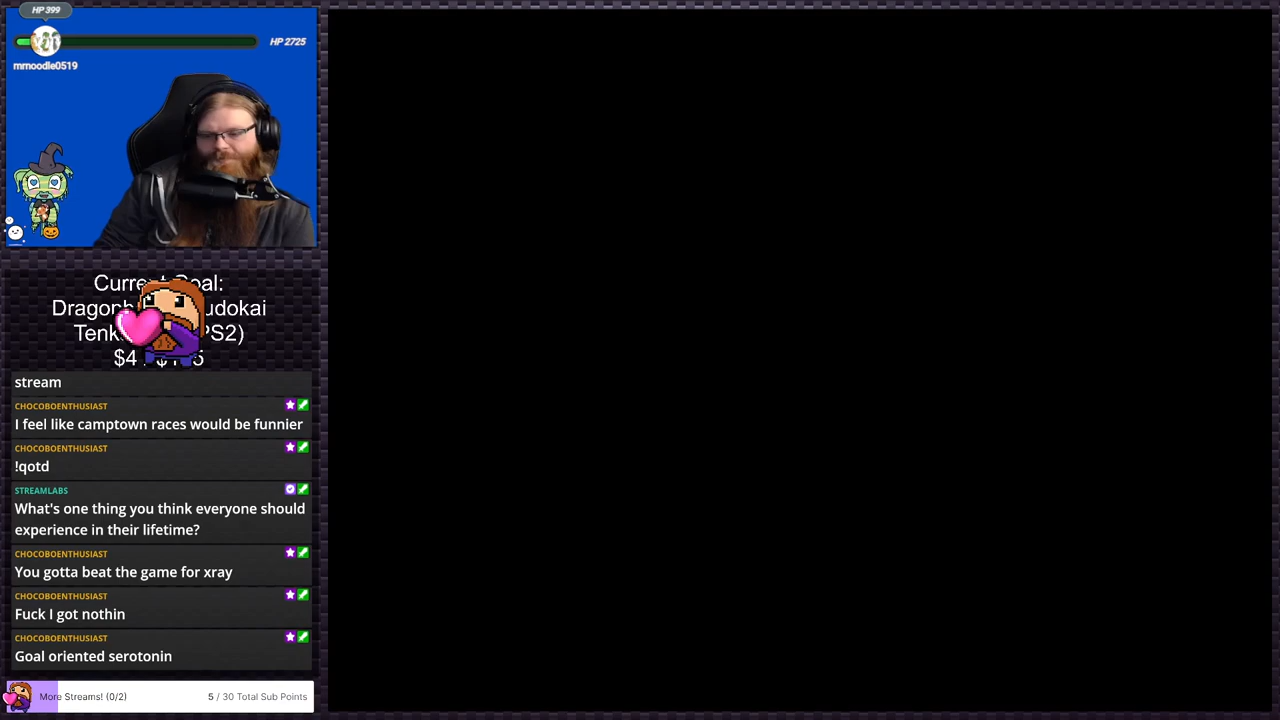 HP 399
HP 2725
mmoodle0519
Current Goal:
Tenk
$4
stream
CHOCOBOENTHUSIAST
I feel like camptown races would be funnier
CHOCOBOENTHUSIAST
!qotd
STREAMLABS
What's one thing you think everyone should
experience in their lifetime?
CHOCOBOENTHUSIAST
You gotta beat the game for xray
CHOCOBOENTHUSIAST
Fuck I got nothin
CHOCOBOENTHUSIAST
Goal oriented serotonin
More Streams! (0/2)
5 / 30 Total Sub Points